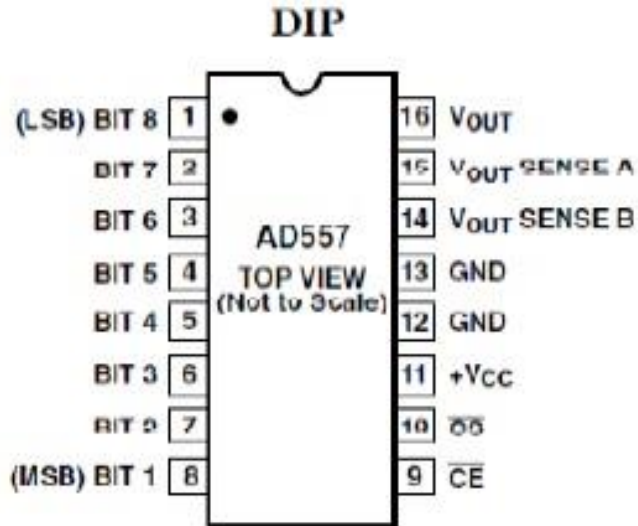 DIP
(LSB) BIT 8 1
BIT 7 2
BIT 6 3
BIT 5 4
BIT 4 5
BIT 3 6
BIT 2 7
(MSB) BIT 1 8
AD557
TOP VIEW
(Not to Scale)
16 VOUT
15 VOUT SENSE A
14 VOUT SENSE B
13 GND
12 GND
11 +VCC
10
9 C̅E̅